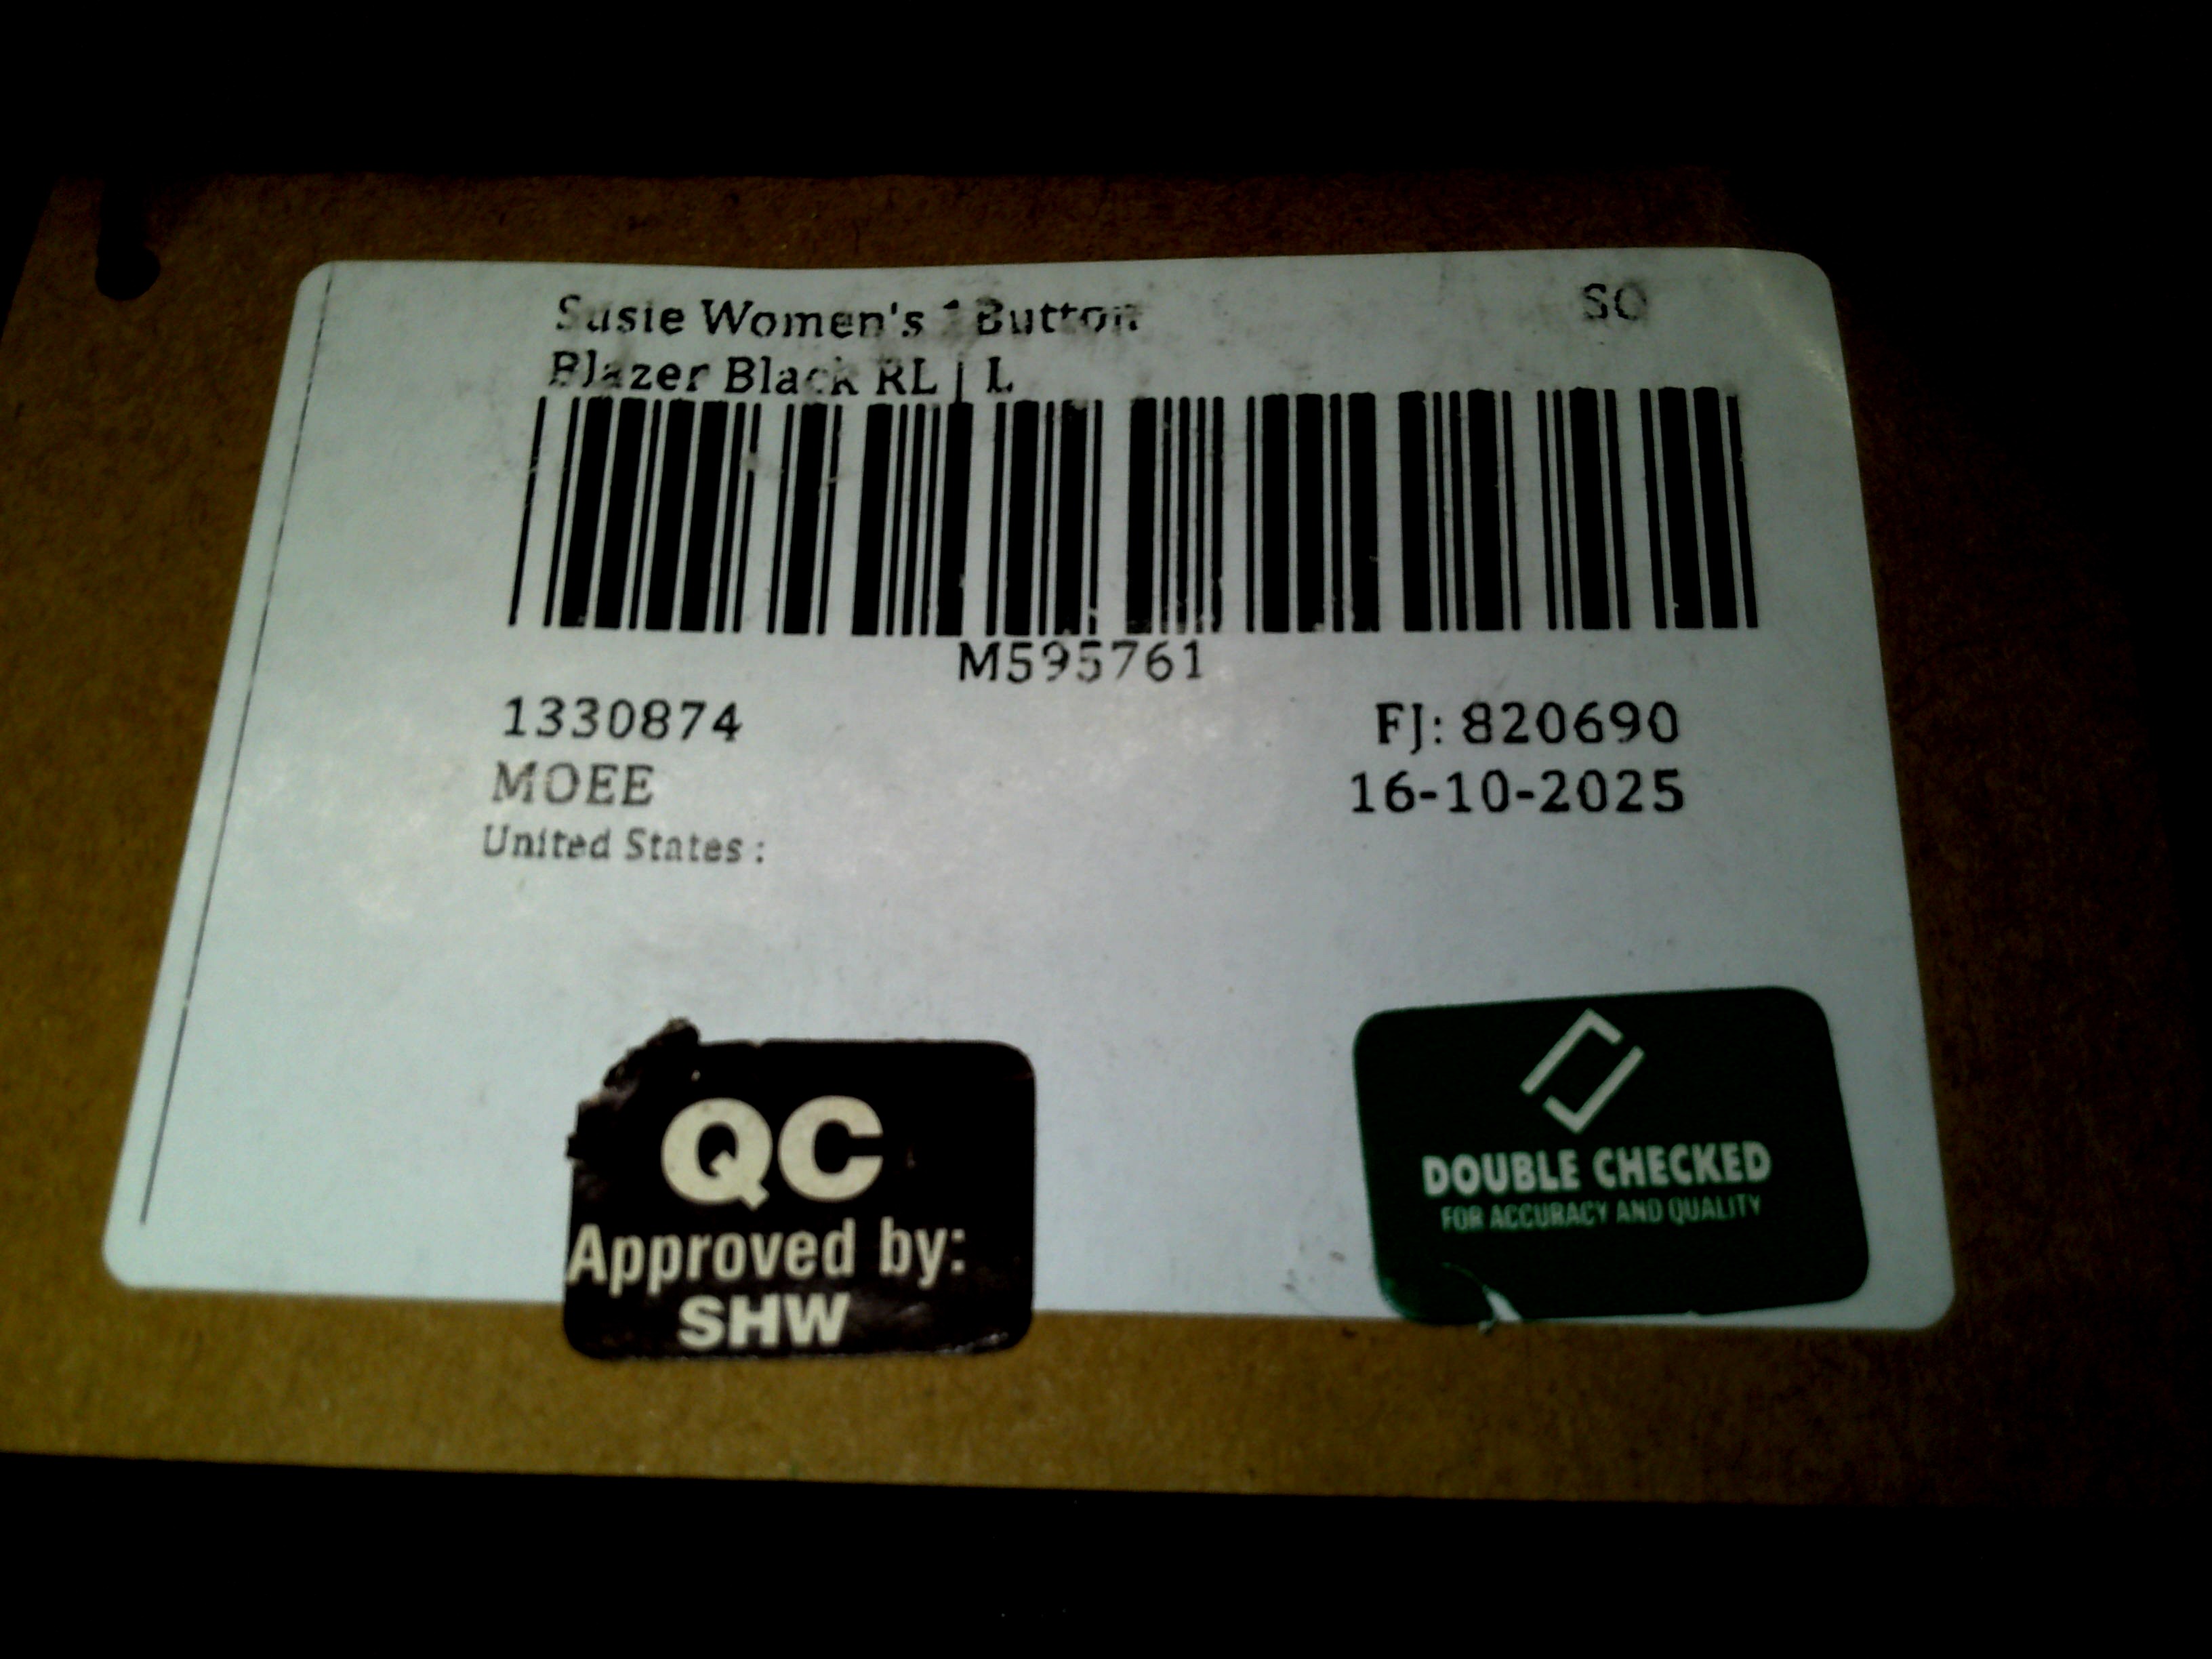 Susie Women's 1 Button
Blazer Black RL | L
SO
M595761
1330874
FJ: 820690
MOEE
16-10-2025
United States :
QC
Approved by:
SHW
DOUBLE CHECKED
FOR ACCURACY AND QUALITY